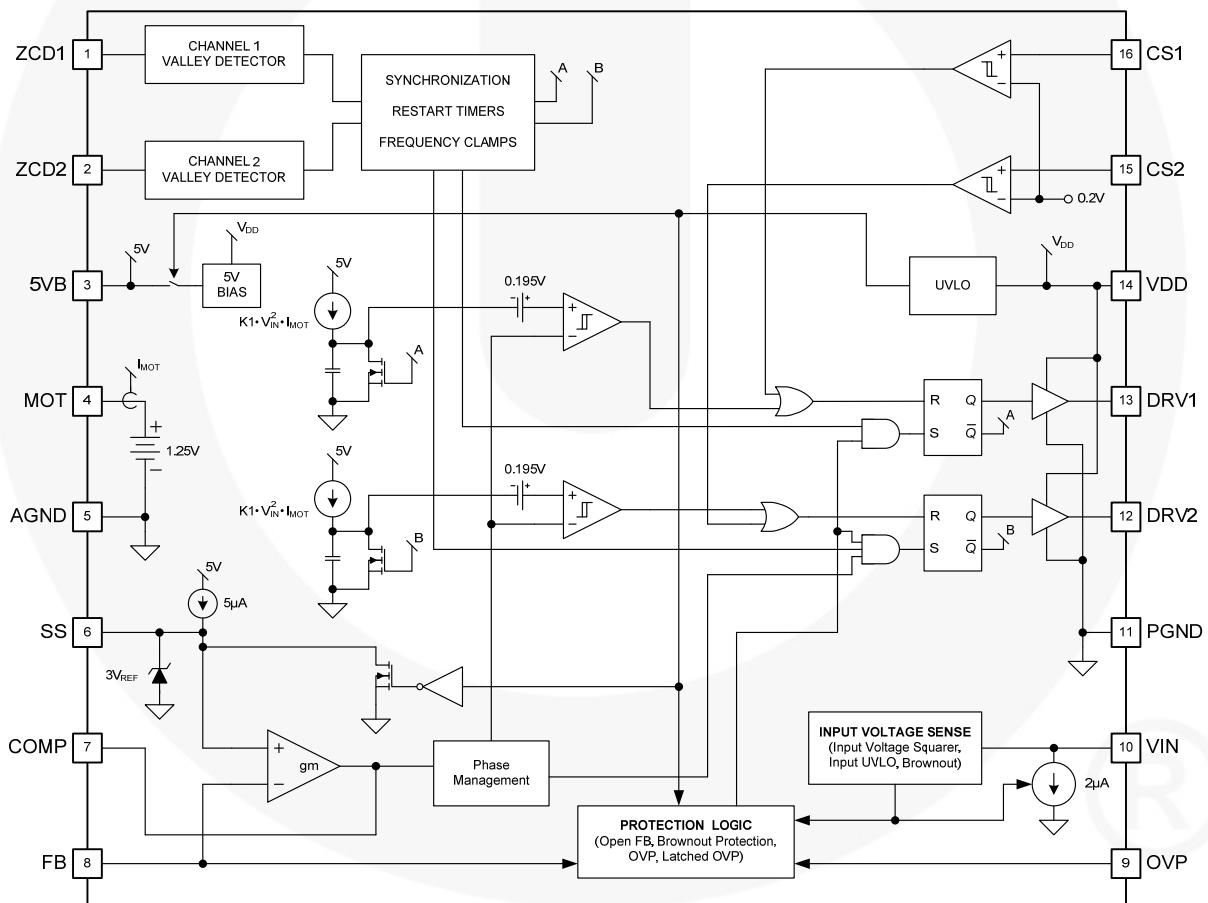 ZCD1
1
CHANNEL 1
VALLEY DETECTOR
SYNCHRONIZATION
RESTART TIMERS
FREQUENCY CLAMPS
A
B
16
CS1
ZCD2
2
CHANNEL 2
VALLEY DETECTOR
+
-
+
-
15
CS2
0.2V
5VB
3
5V
VDD
5V
BIAS
5V
K1·V²IN·IMOT
0.195V
-
+
+
-
A
UVLO
VDD
14
VDD
MOT
4
IMOT
+
1.25V
-
R
Q
S
Q̅
A
13
DRV1
AGND
5
5V
K1·V²IN·IMOT
0.195V
-
+
+
-
B
R
Q
S
Q̅
B
12
DRV2
SS
6
5V
5µA
3VREF
11
PGND
COMP
7
+
-
gm
Phase
Management
INPUT VOLTAGE SENSE
(Input Voltage Squarer,
Input UVLO, Brownout)
10
VIN
2µA
FB
8
PROTECTION LOGIC
(Open FB, Brownout Protection,
OVP, Latched OVP)
9
OVP
®